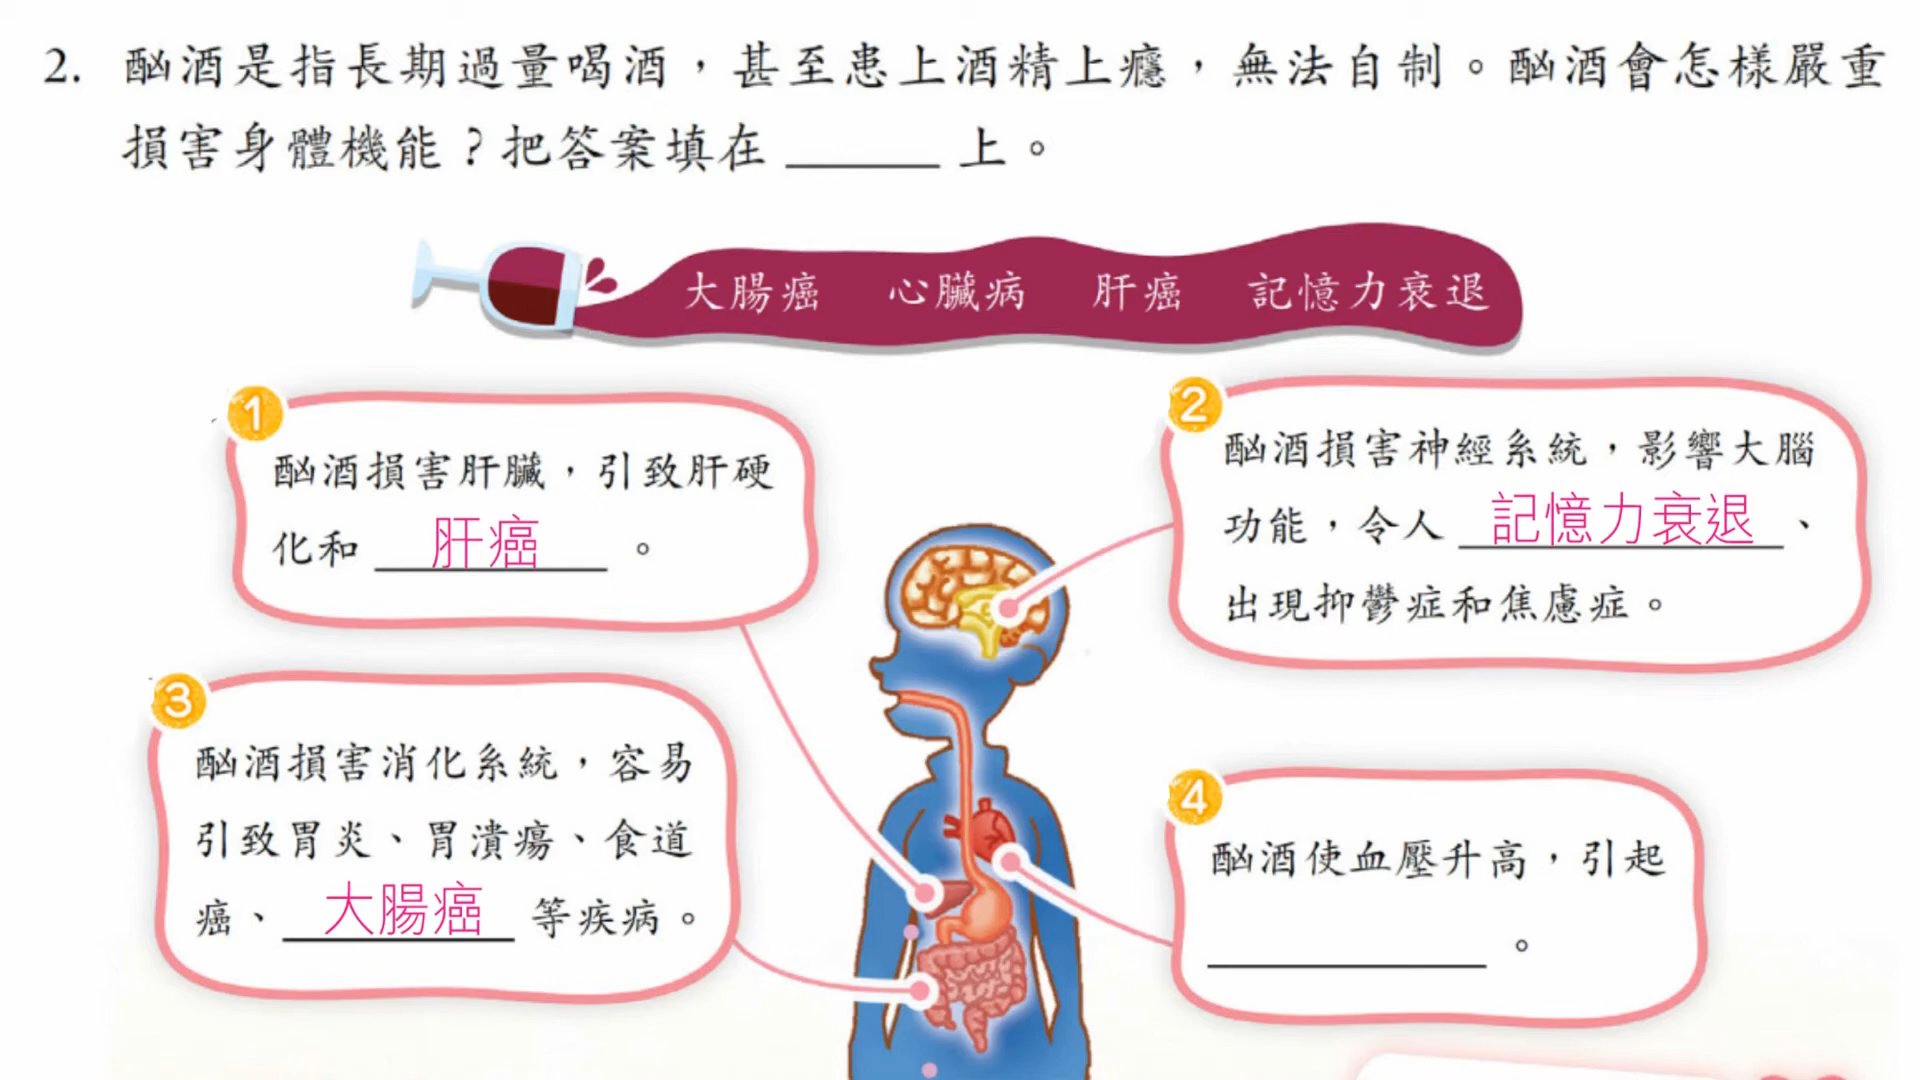 2. 酗酒是指長期過量喝酒，甚至患上酒精上癮，無法自制。酗酒會怎樣嚴重
損害身體機能？把答案填在 ______ 上。
大腸癌 心臟病 肝癌 記憶力衰退
1
酗酒損害肝臟，引致肝硬
化和 肝癌 。
2
酗酒損害神經系統，影響大腦
功能，令人 記憶力衰退 、
出現抑鬱症和焦慮症。
3
酗酒損害消化系統，容易
引致胃炎、胃潰瘍、食道
癌、 大腸癌 等疾病。
4
酗酒使血壓升高，引起
______ 。